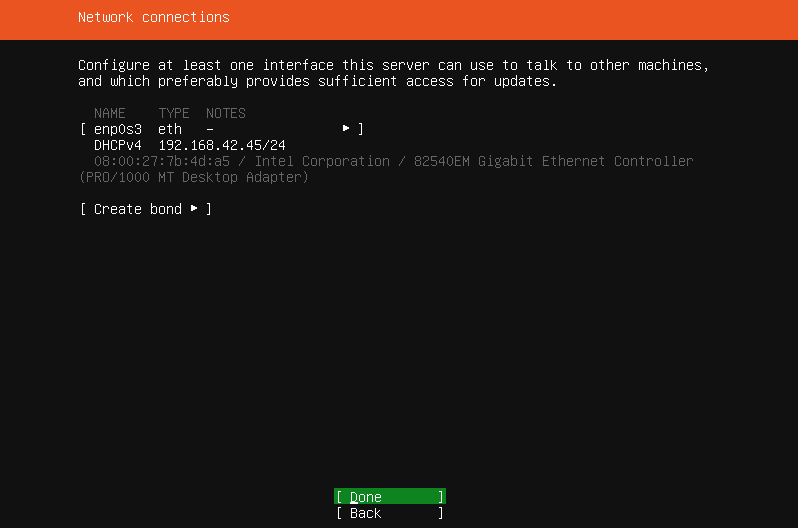 Network connections
Configure at least one interface this server can use to talk to other machines,
and which preferably provides sufficient access for updates.
NAME TYPE NOTES
[ enp0s3 eth – ▸ ]
DHCPv4 192.168.42.45/24
08:00:27:7b:4d:a5 / Intel Corporation / 82540EM Gigabit Ethernet Controller
(PRO/1000 MT Desktop Adapter)
[ Create bond ▸ ]
[ Done ]
[ Back ]